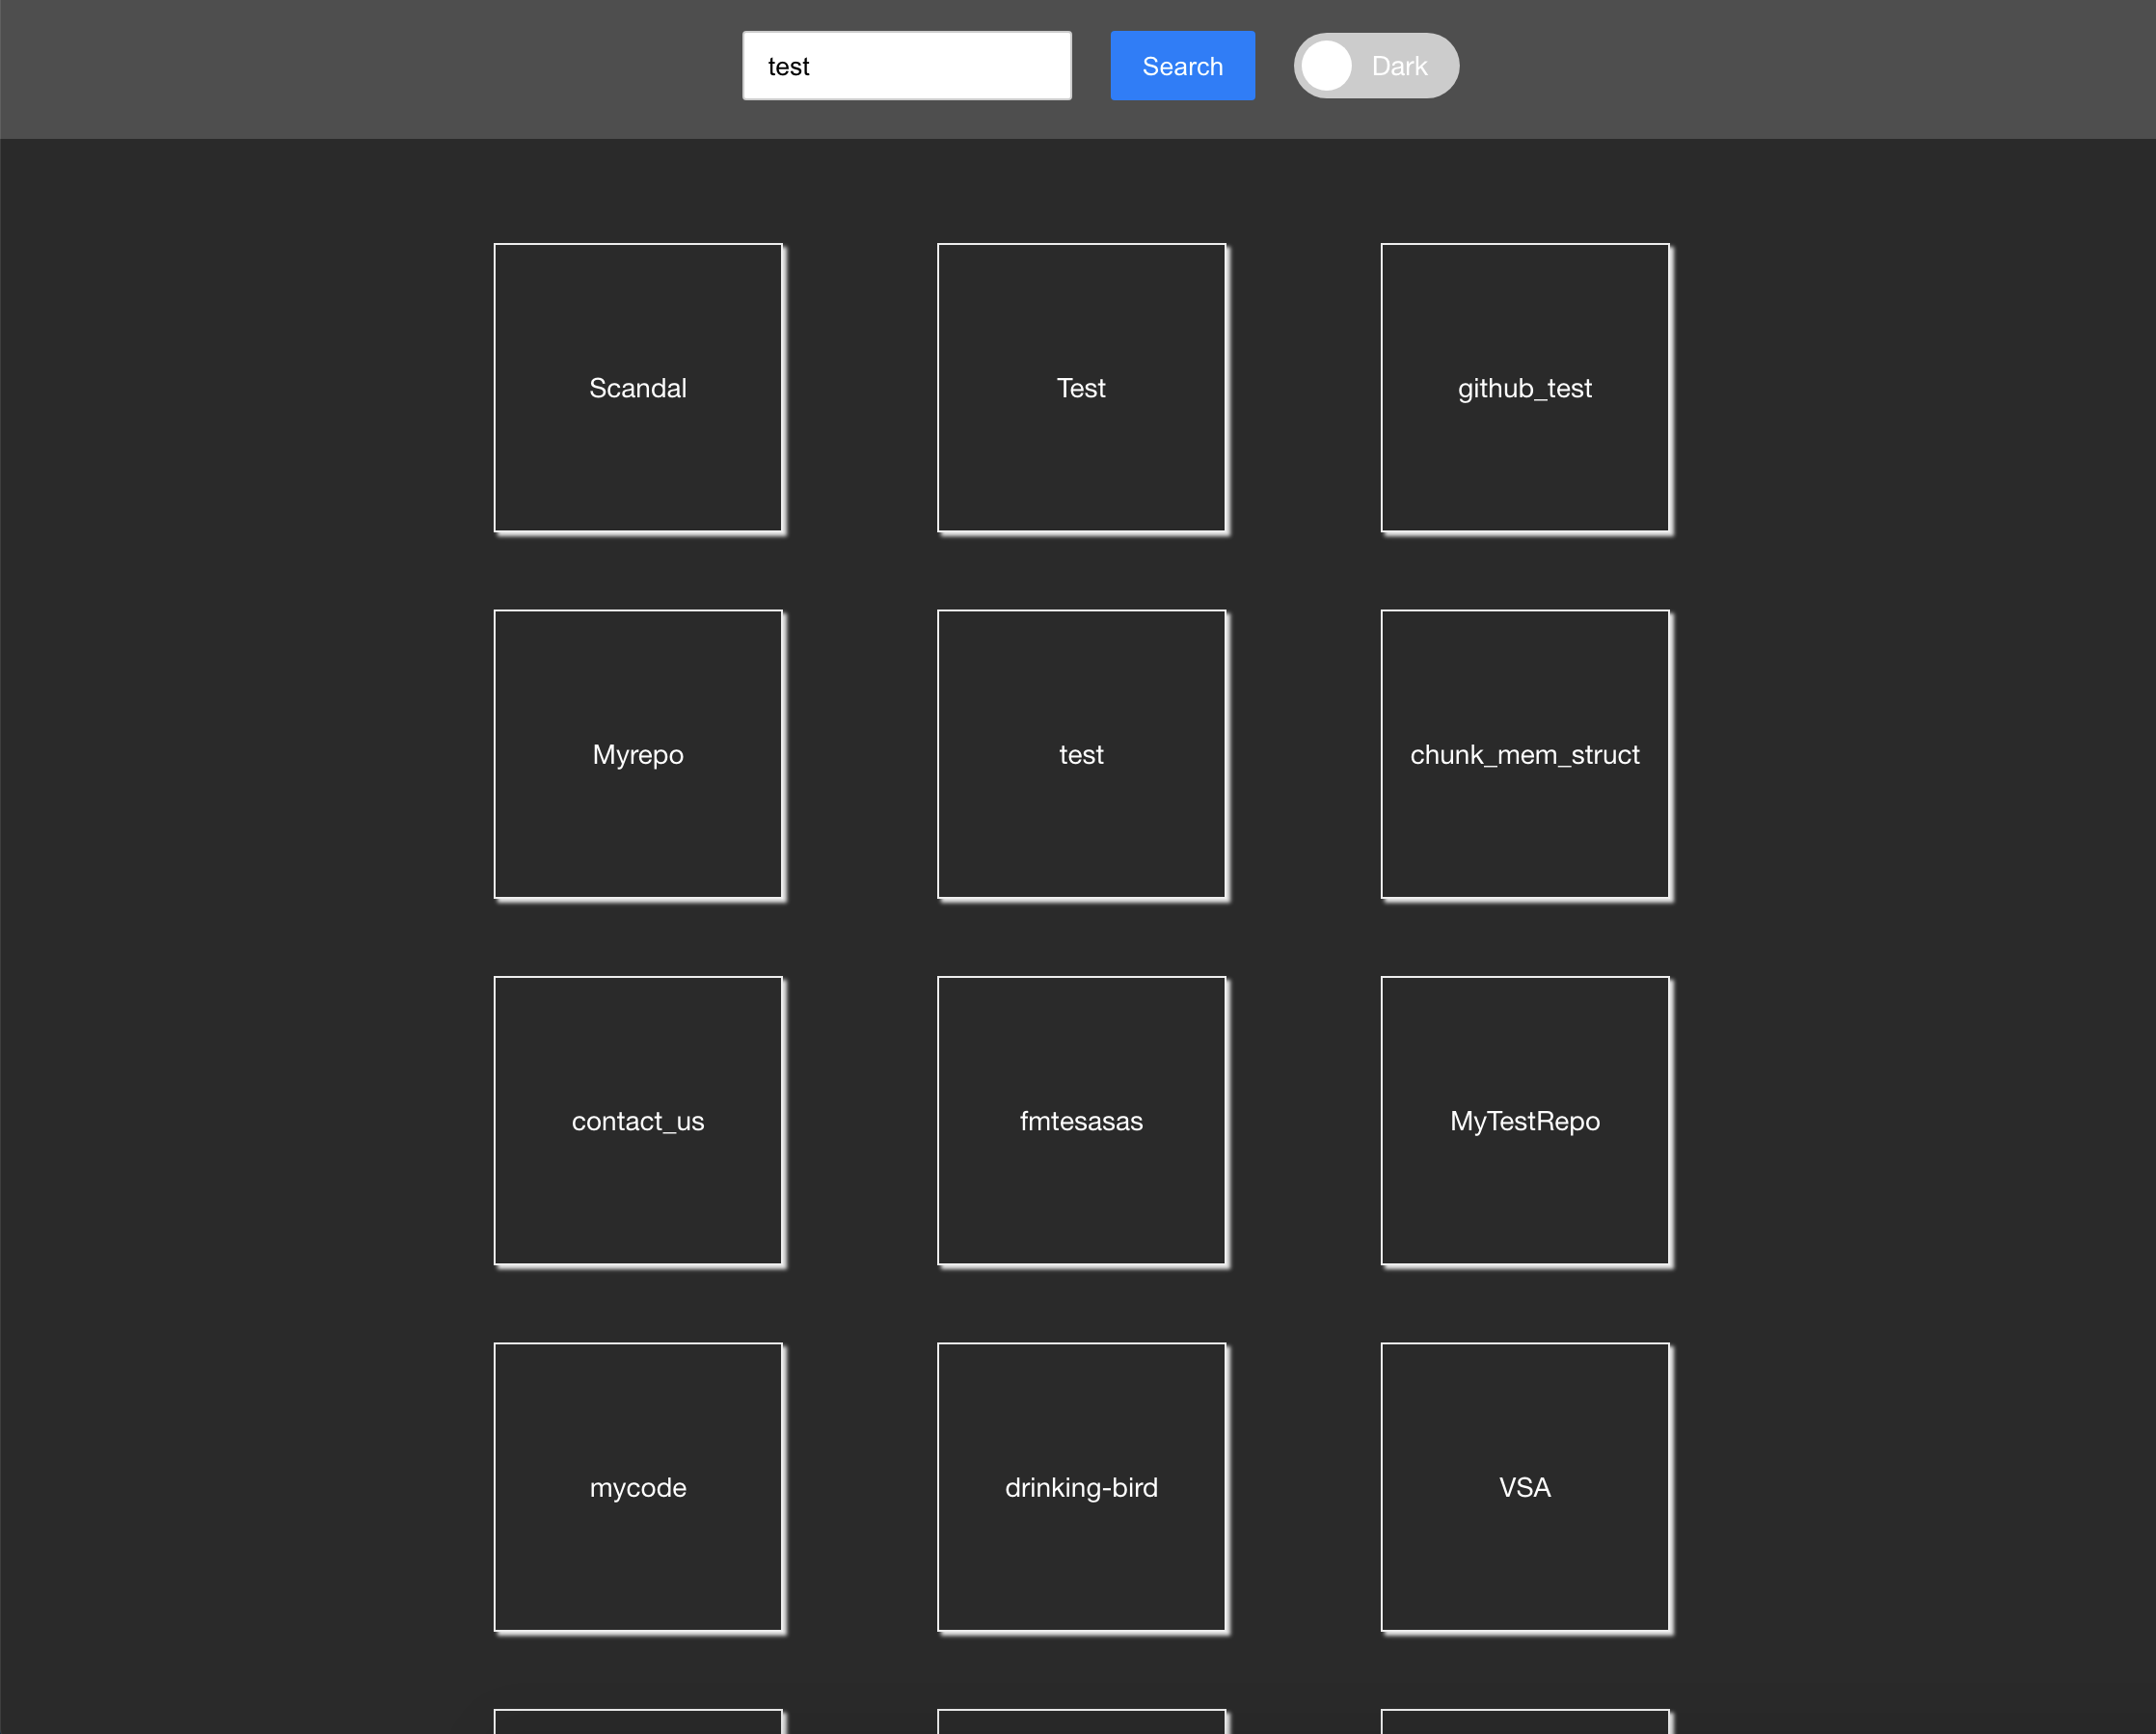 test
Search
Dark
Scandal
Test
github_test
Myrepo
test
chunk_mem_struct
contact_us
fmtesasas
MyTestRepo
mycode
drinking-bird
VSA